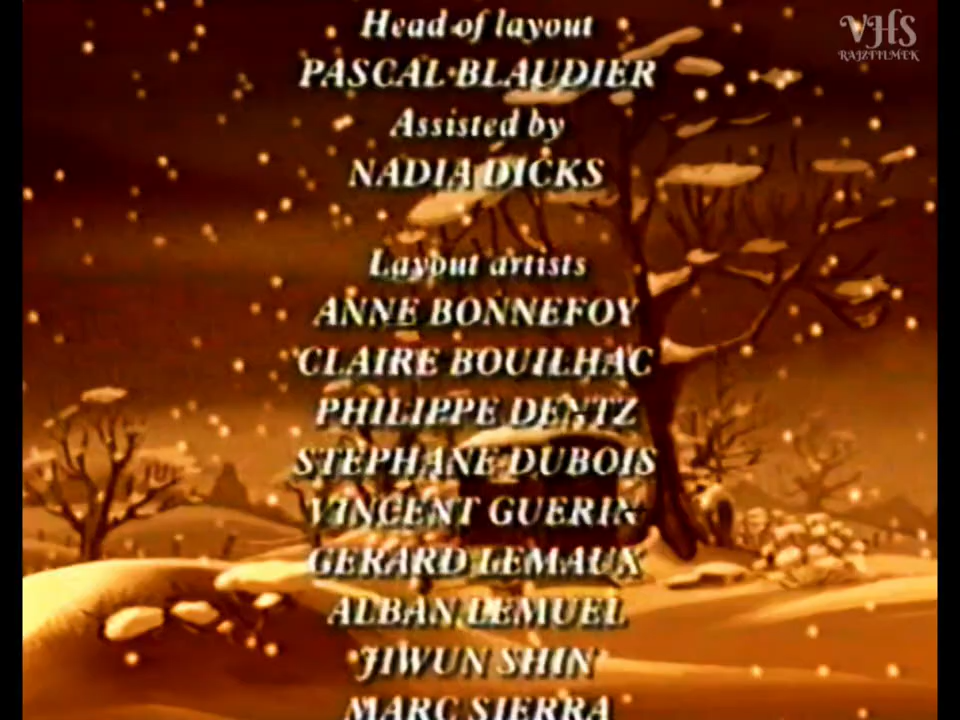 Head of layout
VHS
RAJZFILMEK
PASCAL BLAUDIER
Assisted by
NADIA DICKS
Layout artists
ANNE BONNEFOY
CLAIRE BOUILHAC
PHILIPPE DENTZ
STEPHANE DUBOIS
VINCENT GUERIN
GERARD LEMAUX
ALBAN LEMUEL
JIWUN SHIN
MARC SIERRA